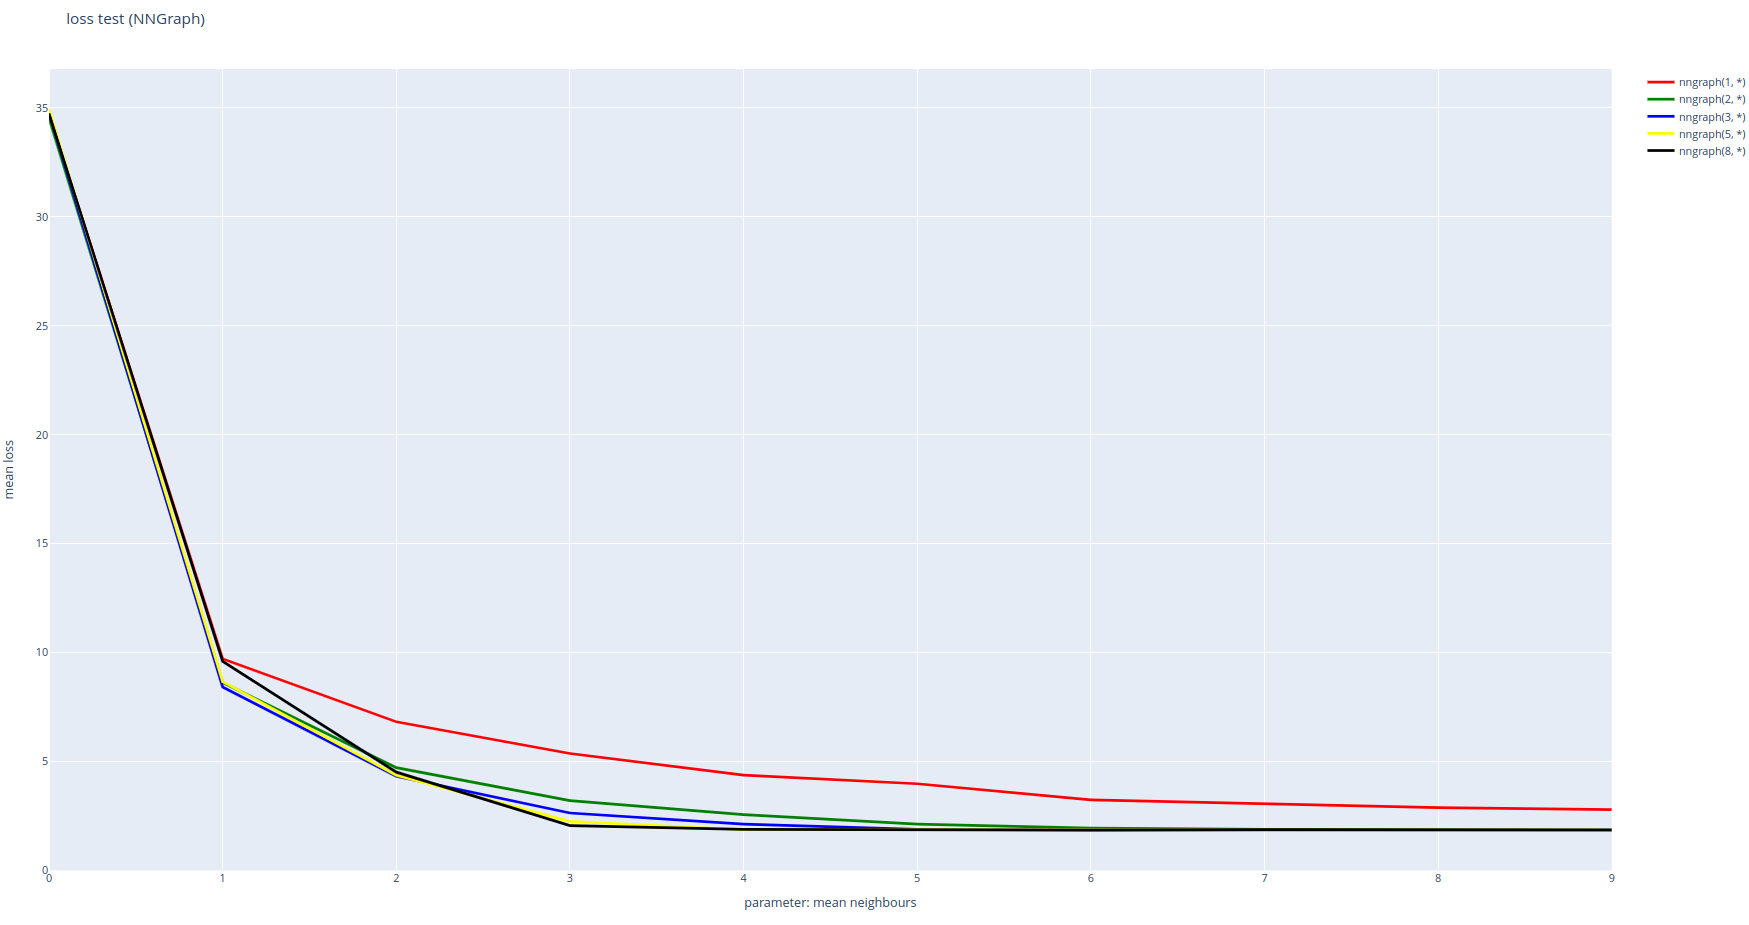 loss test (NNGraph)
nngraph(1, *)
nngraph(2, *)
nngraph(3, *)
nngraph(5, *)
nngraph(8, *)
mean loss
35
30
25
20
15
10
5
0
0 1 2 3 4 5 6 7 8 9
parameter: mean neighbours